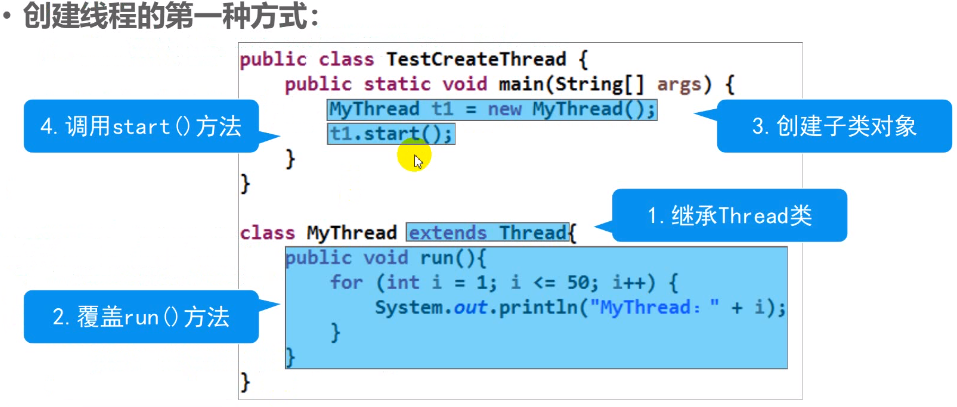 • 创建线程的第一种方式：
public class TestCreateThread {
public static void main(String[] args) {
MyThread t1 = new MyThread();
t1.start();
}
}
4.调用start()方法
3.创建子类对象
1.继承Thread类
class MyThread extends Thread{
public void run(){
for (int i = 1; i <= 50; i++) {
System.out.println("MyThread：" + i);
}
}
}
2.覆盖run()方法